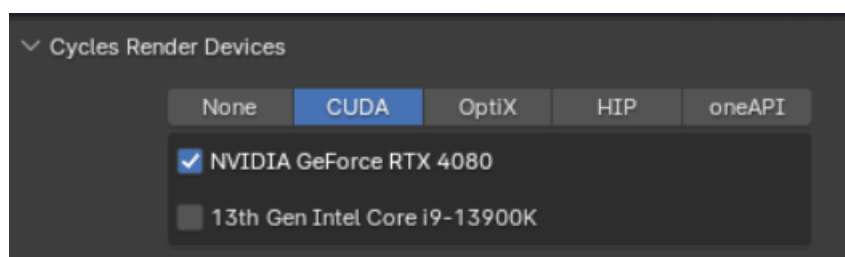 Cycles Render Devices
None CUDA OptiX HIP oneAPI
NVIDIA GeForce RTX 4080
13th Gen Intel Core i9-13900K